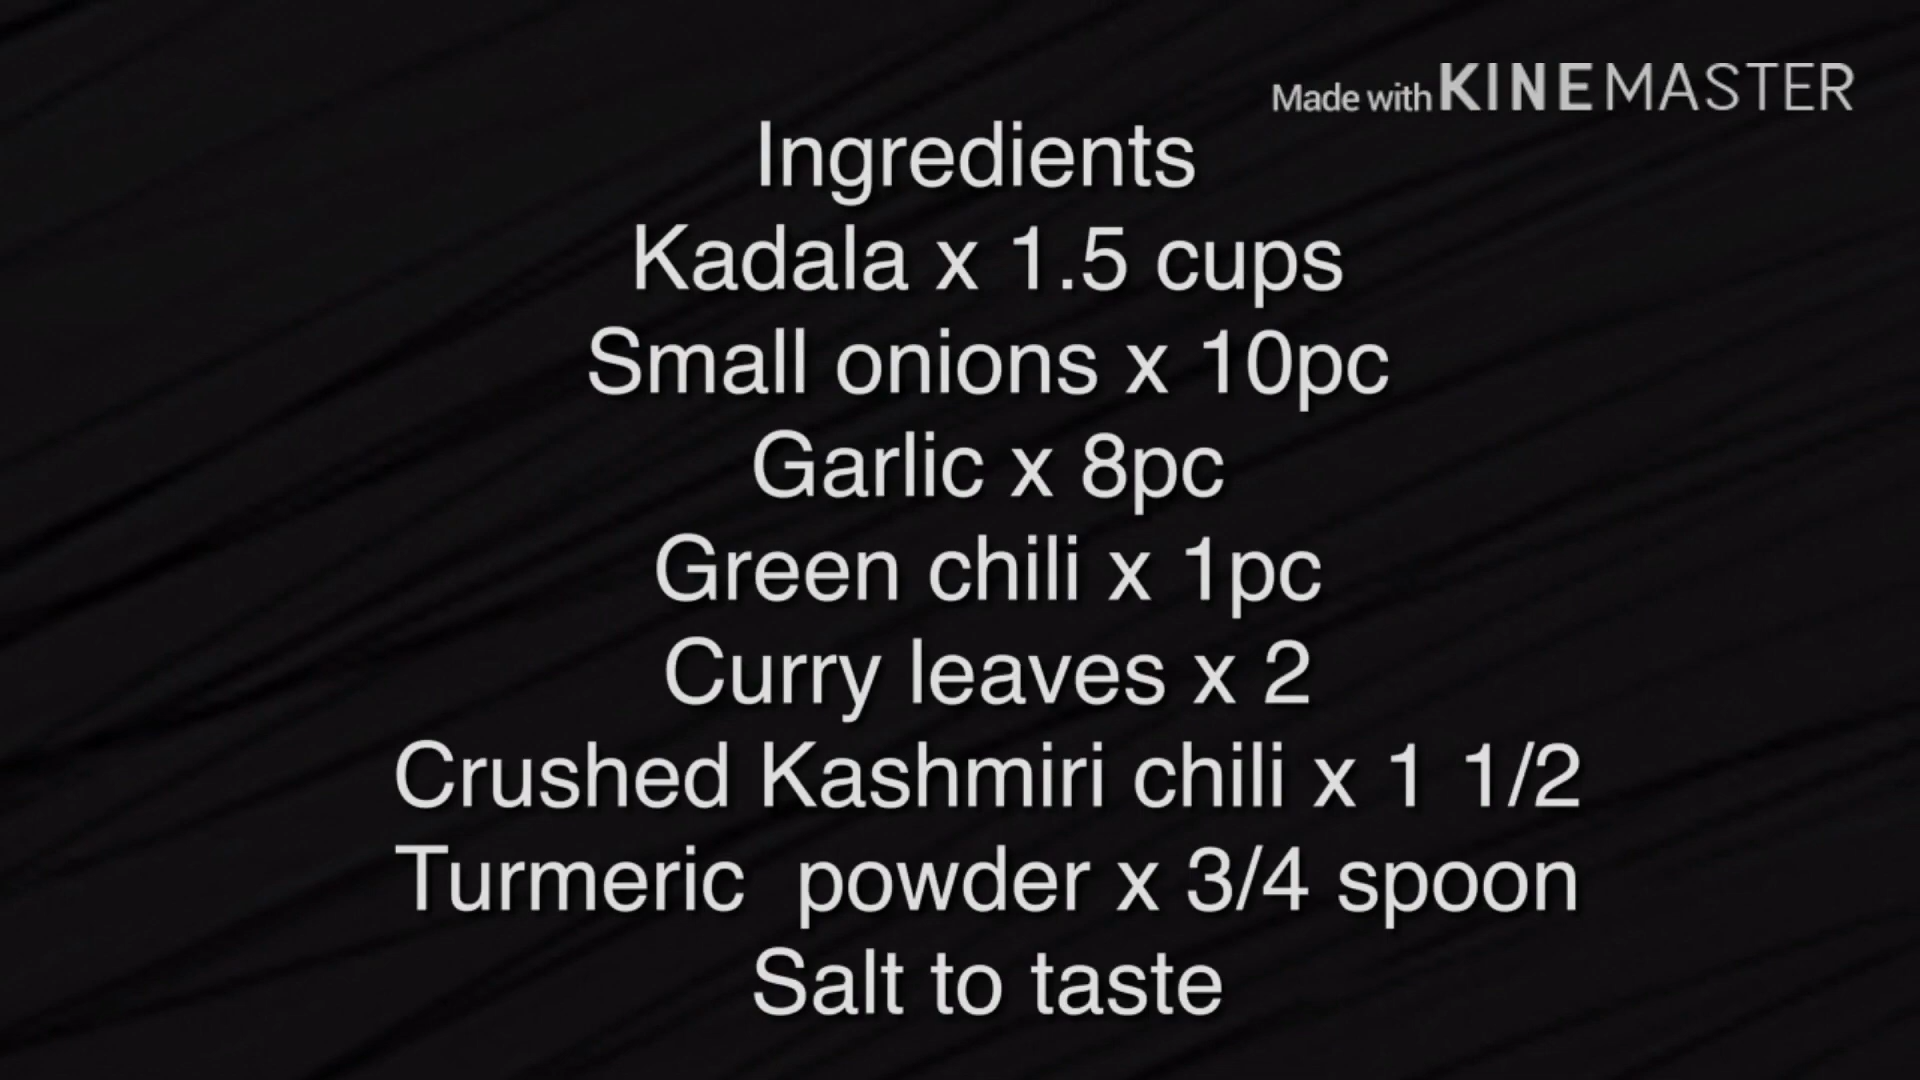 Made with KINEMASTER
Ingredients
Kadala x 1.5 cups
Small onions x 10pc
Garlic x 8pc
Green chili x 1pc
Curry leaves x 2
Crushed Kashmiri chili x 1 1/2
Turmeric  powder x 3/4 spoon
Salt to taste